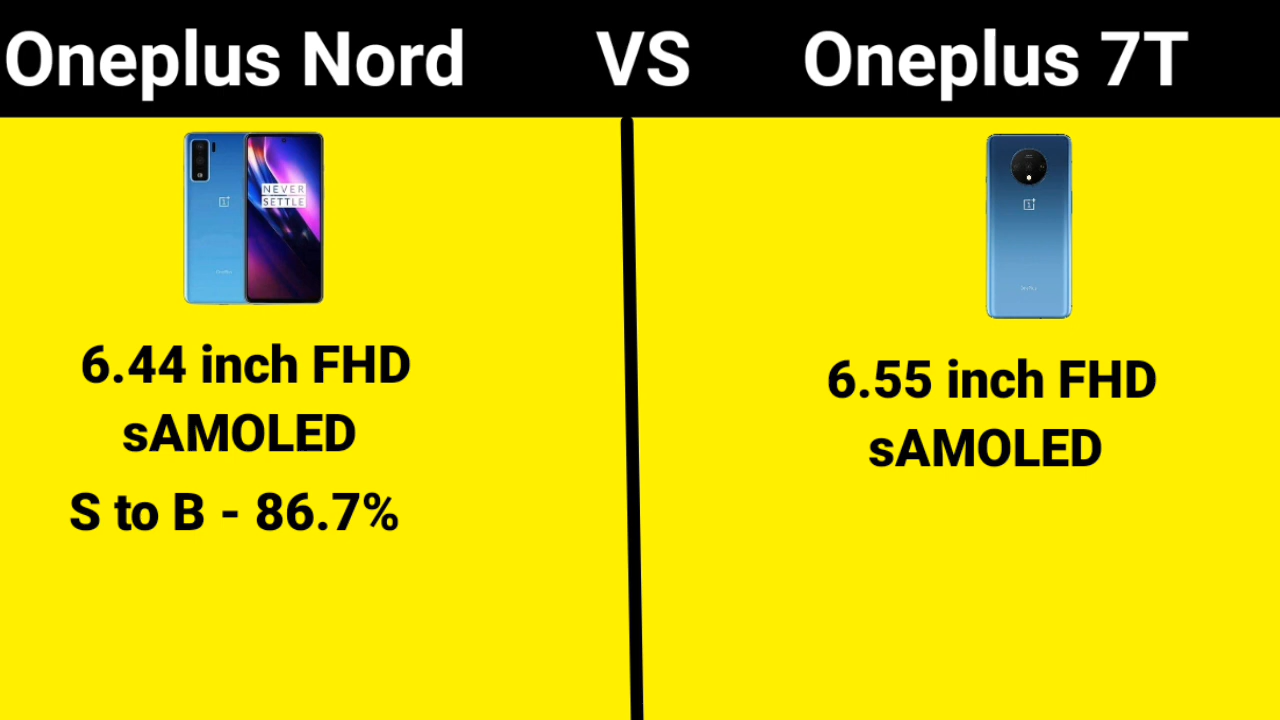 Oneplus Nord VS Oneplus 7T
NEVER
SETTLE
6.44 inch FHD
sAMOLED
S to B - 86.7%
6.55 inch FHD
sAMOLED